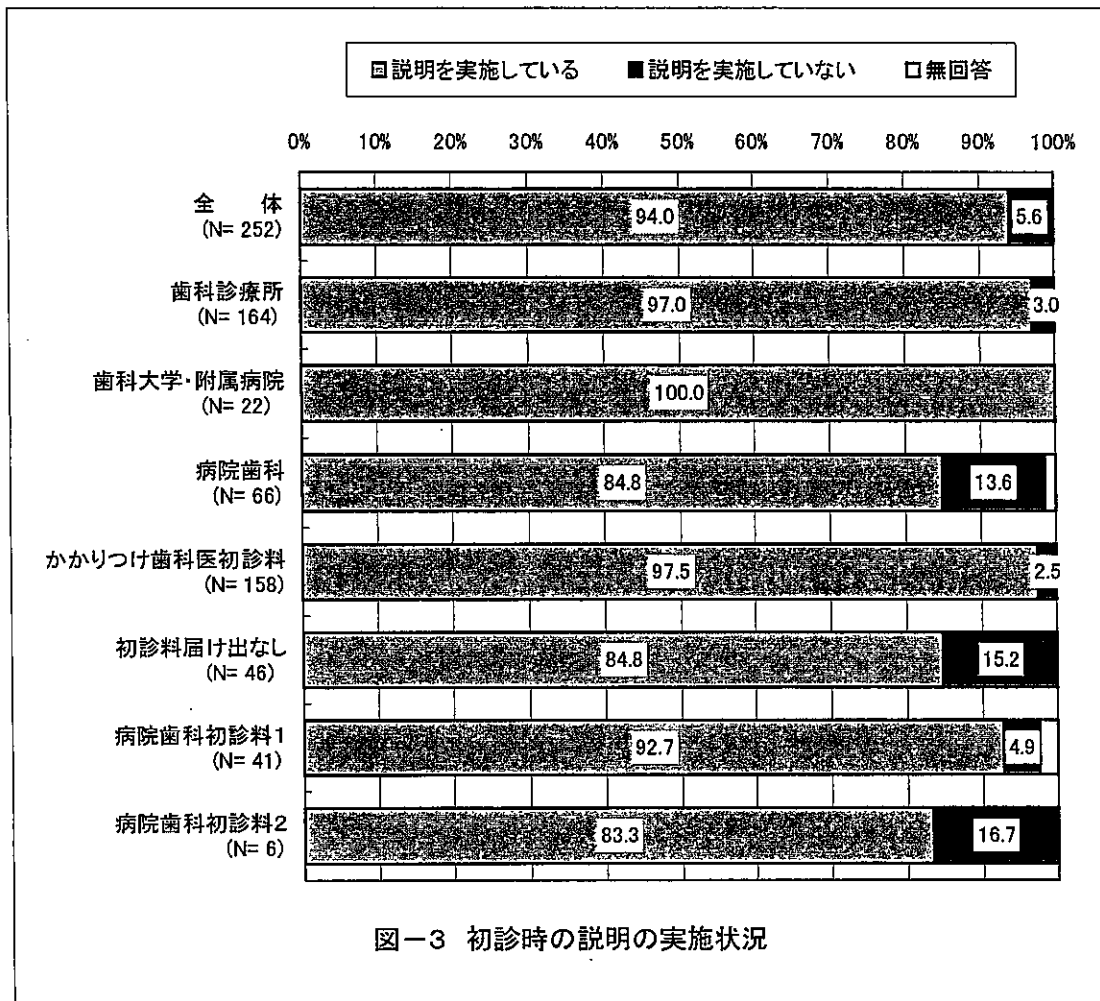 説明を実施している ■説明を実施していない □無回答
0% 10% 20% 30% 40% 50% 60% 70% 80% 90% 100%
全 体
(N= 252)
94.0 5.6
歯科診療所
(N= 164)
97.0 3.0
歯科大学・附属病院
(N= 22)
100.0
病院歯科
(N= 66)
84.8 13.6
かかりつけ歯科医初診料
(N= 158)
97.5 2.5
初診料届け出なし
(N= 46)
84.8 15.2
病院歯科初診料1
(N= 41)
92.7 4.9
病院歯科初診料2
(N= 6)
83.3 16.7
図-3 初診時の説明の実施状況